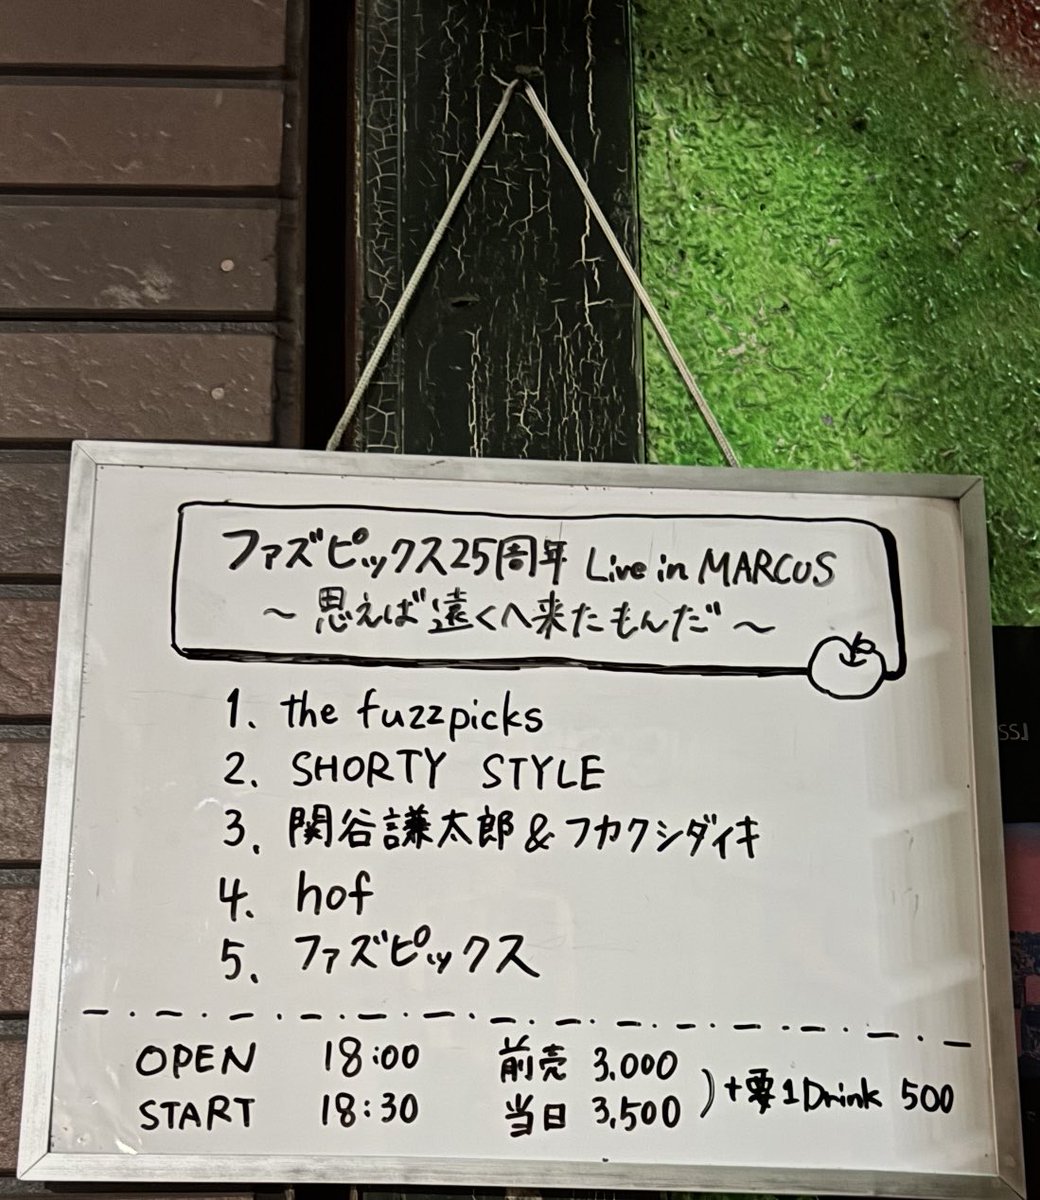 ファズピックス25周年 Live in MARCUS
～思えば遠くへ来たもんだ～
1. the fuzzpicks
2. SHORTY STYLE
3. 関谷謙太郎&フカクシダイキ
4. hof
5. ファズピックス
OPEN 18:00 前売 3,000
START 18:30 当日 3,500
)+要1Drink 500